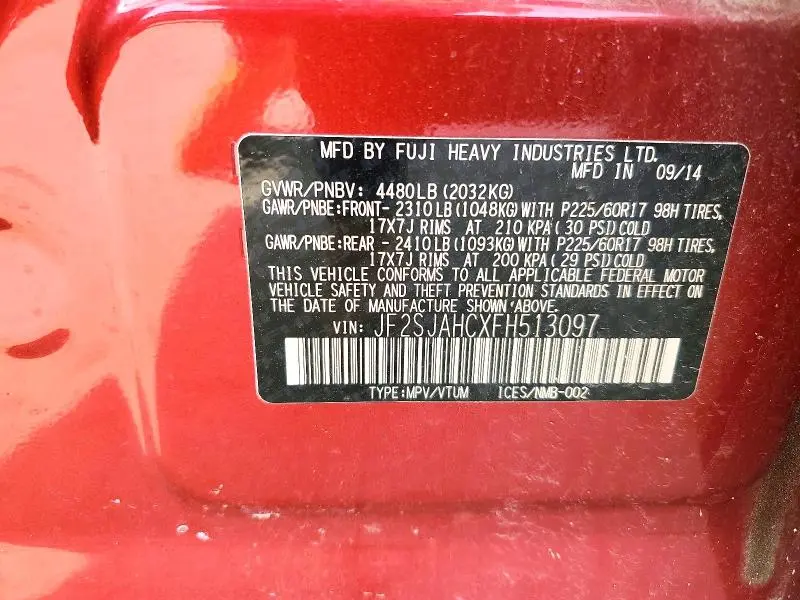 MFD BY FUJI HEAVY INDUSTRIES LTD.
MFD IN 09/14
GVWR/PNBV: 4480LB(2032KG)
GAWR/PNBE:FRONT- 2310LB(1048KG)WITH P225/60R17 98H TIRES,
17X7J RIMS AT 210 KPA(30 PSI)COLD
GAWR/PNBE:REAR - 2410LB(1093KG)WITH P225/60R17 98H TIRES,
17X7J RIMS AT 200 KPA(29 PSI)COLD
THIS VEHICLE CONFORMS TO ALL APPLICABLE FEDERAL MOTOR
VEHICLE SAFETY AND THEFT PREVENTION STANDARDS IN EFFECT ON
THE DATE OF MANUFACTURE SHOWN ABOVE.
VIN: JF2SJAHCXFH513097
TYPE:MPV/VTUM ICES/NMB-002